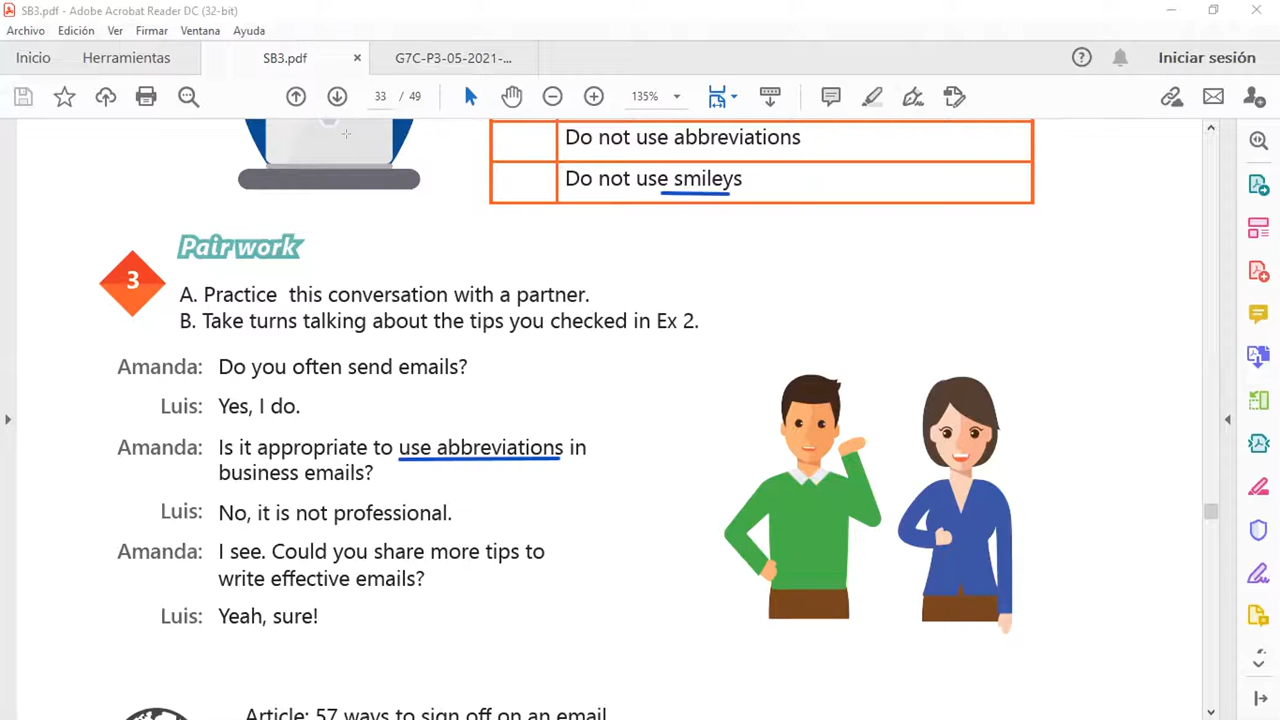 SB3.pdf - Adobe Acrobat Reader DC (32-bit)
Archivo Edición Ver Firmar Ventana Ayuda
Inicio Herramientas SB3.pdf × G7C-P3-05-2021-... Iniciar sesión
33 / 49 135%
Do not use abbreviations
Do not use smileys
Pair work
3
A. Practice this conversation with a partner.
B. Take turns talking about the tips you checked in Ex 2.
Amanda: Do you often send emails?
Luis: Yes, I do.
Amanda: Is it appropriate to use abbreviations in
business emails?
Luis: No, it is not professional.
Amanda: I see. Could you share more tips to
write effective emails?
Luis: Yeah, sure!
Article: 57 ways to sign off on an email